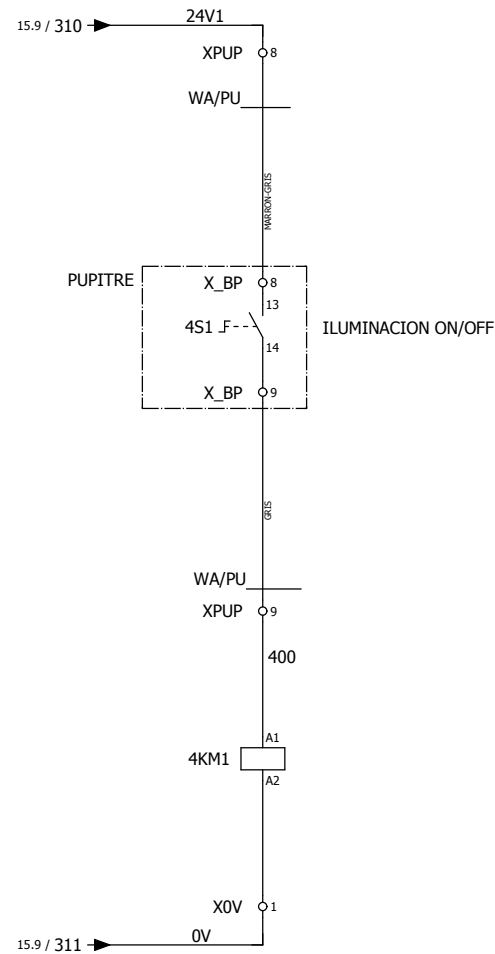 24V1
15.9 / 310
XPUP 8
WA/PU
MARRON-GRIS
PUPITRE X_BP 8
13
4S1 ILUMINACION ON/OFF
14
X_BP 9
GRIS
WA/PU
XPUP 9
400
A1
4KM1
A2
X0V 1
0V
15.9 / 311